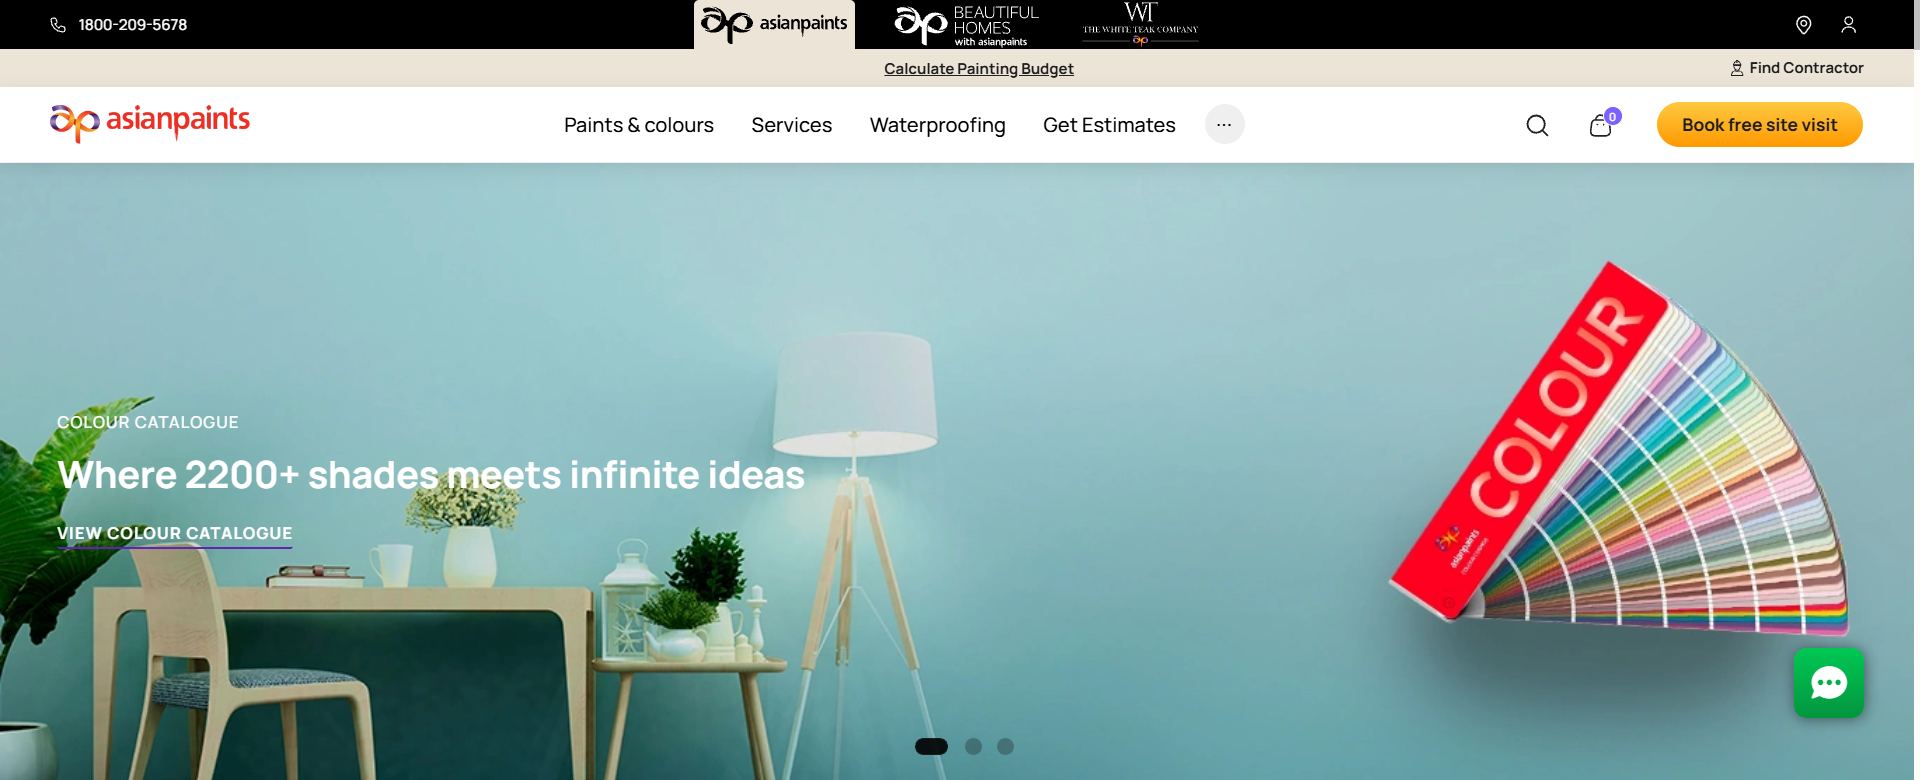 1800-209-5678
asianpaints
BEAUTIFUL
HOMES
with asianpaints
WT
THE WHITE TEAK COMPANY
ap
Calculate Painting Budget
Find Contractor
asianpaints
Paints & colours
Services
Waterproofing
Get Estimates
...
0
Book free site visit
COLOUR
asianpaints
COLOUR CATALOGUE
Where 2200+ shades meets infinite ideas
VIEW COLOUR CATALOGUE